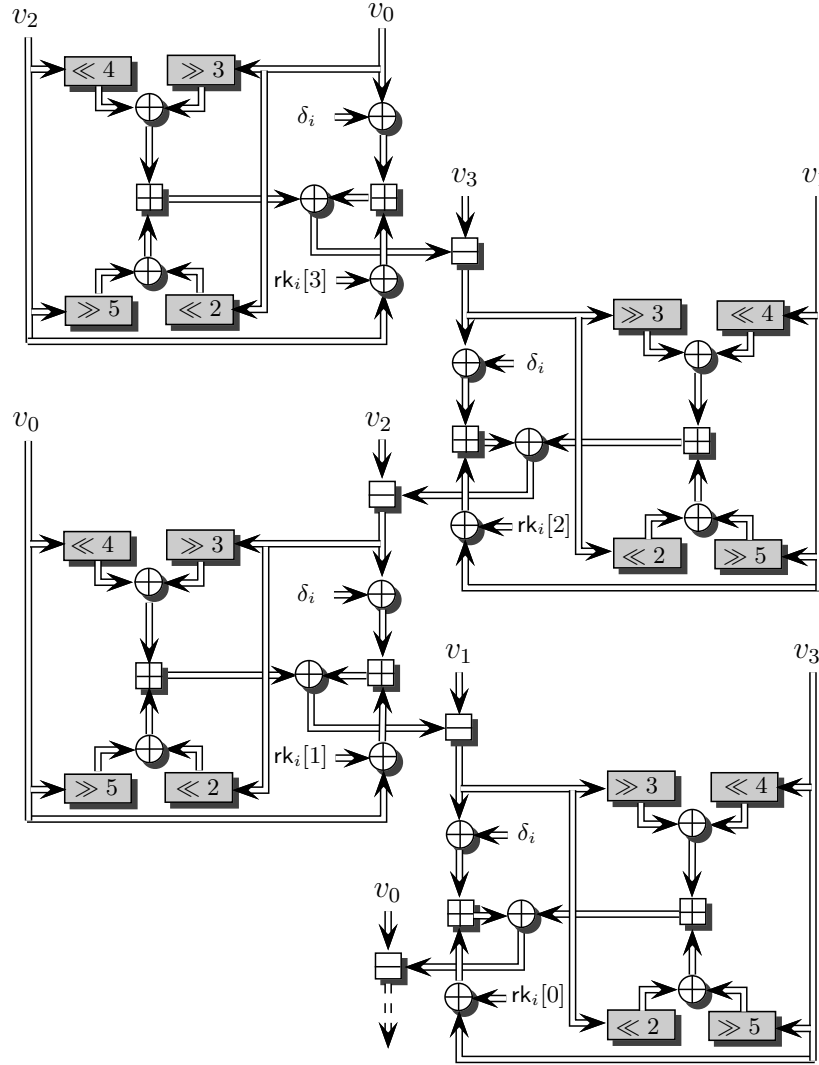 v₂ v₀
≪ 4 ≫ 3
δᵢ
v₃
rkᵢ[3]
≫ 5 ≪ 2
≫ 3 ≪ 4
δᵢ
v₀ v₂
rkᵢ[2]
≪ 2 ≫ 5
≪ 4 ≫ 3
δᵢ
v₁ v₃
rkᵢ[1]
≫ 5 ≪ 2
≫ 3 ≪ 4
δᵢ
v₀
rkᵢ[0]
≪ 2 ≫ 5